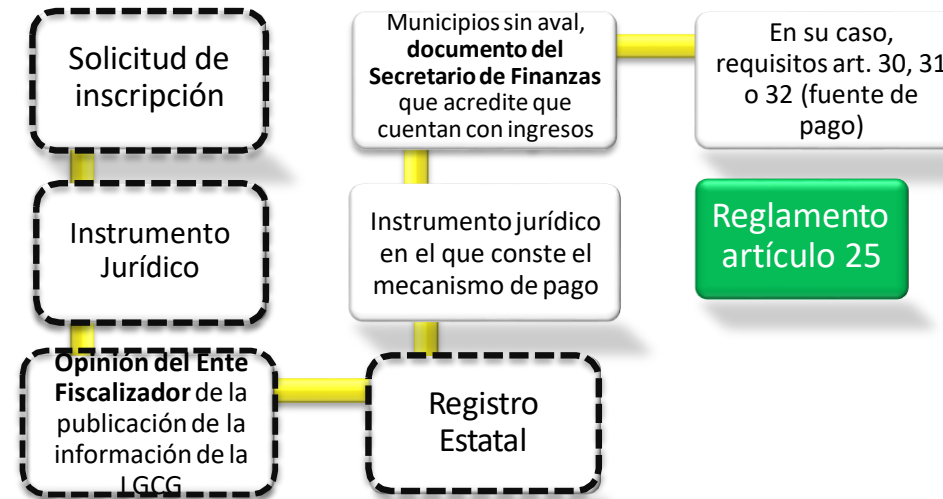 Solicitud de
inscripción
Instrumento
Jurídico
Opinión del Ente
Fiscalizador de la
publicación de la
información de la
LGCG
Registro
Estatal
Instrumento jurídico
en el que conste el
mecanismo de pago
Municipios sin aval,
documento del
Secretario de Finanzas
que acredite que
cuentan con ingresos
En su caso,
requisitos art. 30, 31
o 32 (fuente de
pago)
Reglamento
artículo 25